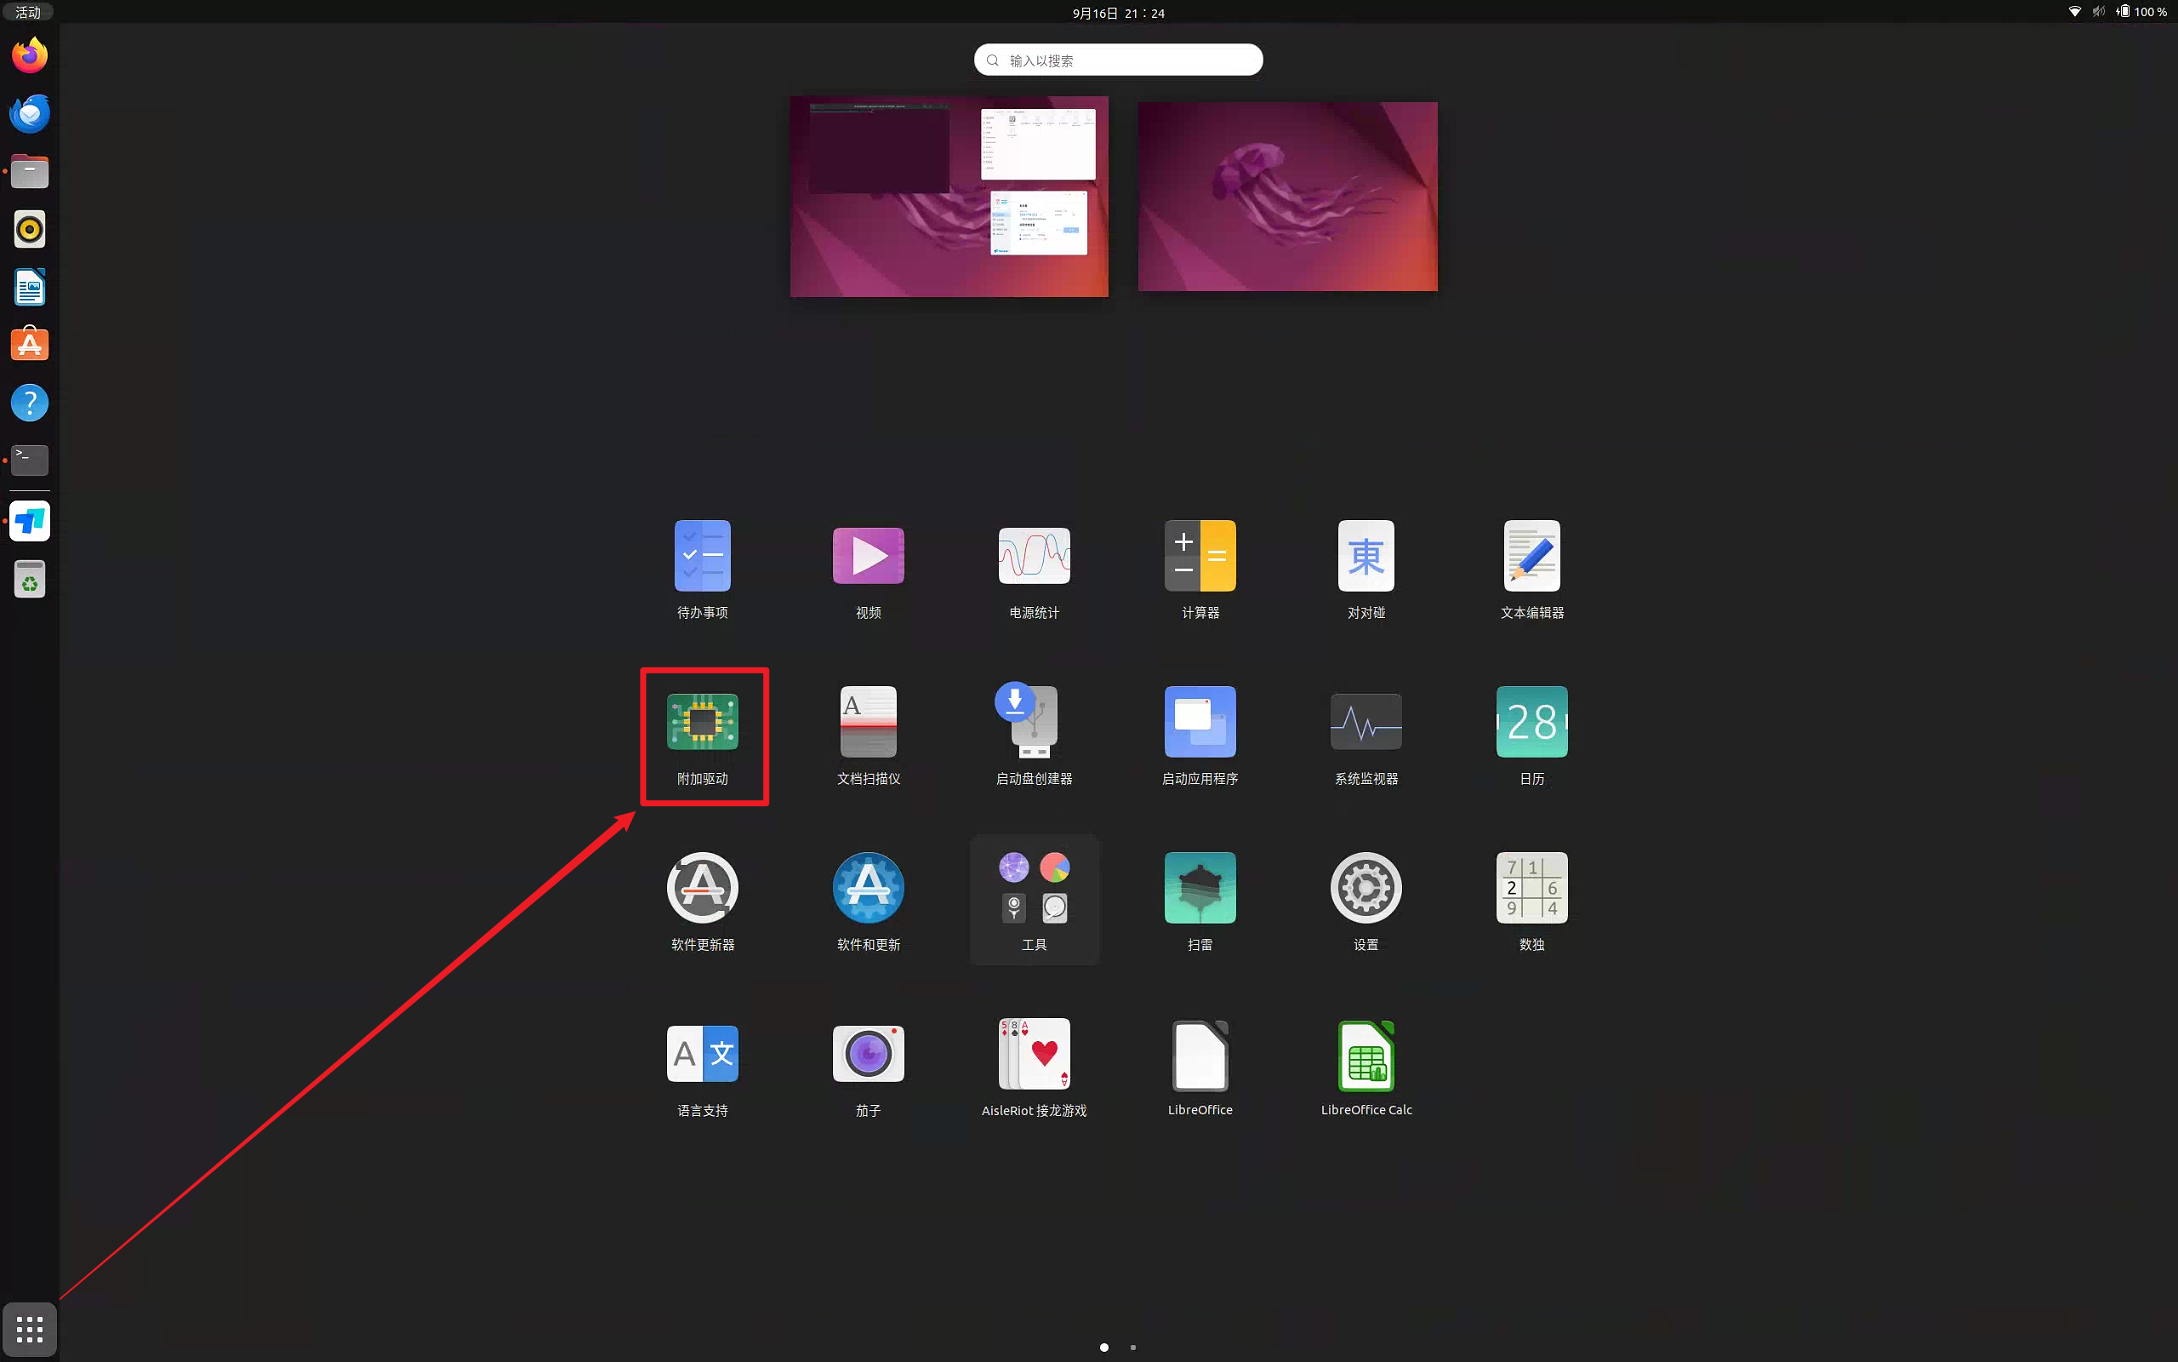 活动
9月16日 21：24
100 %
输入以搜索
待办事项
视频
电源统计
计算器
对对碰
文本编辑器
附加驱动
文档扫描仪
启动盘创建器
启动应用程序
系统监视器
日历
软件更新器
软件和更新
工具
扫雷
设置
数独
语言支持
茄子
AisleRiot 接龙游戏
LibreOffice
LibreOffice Calc